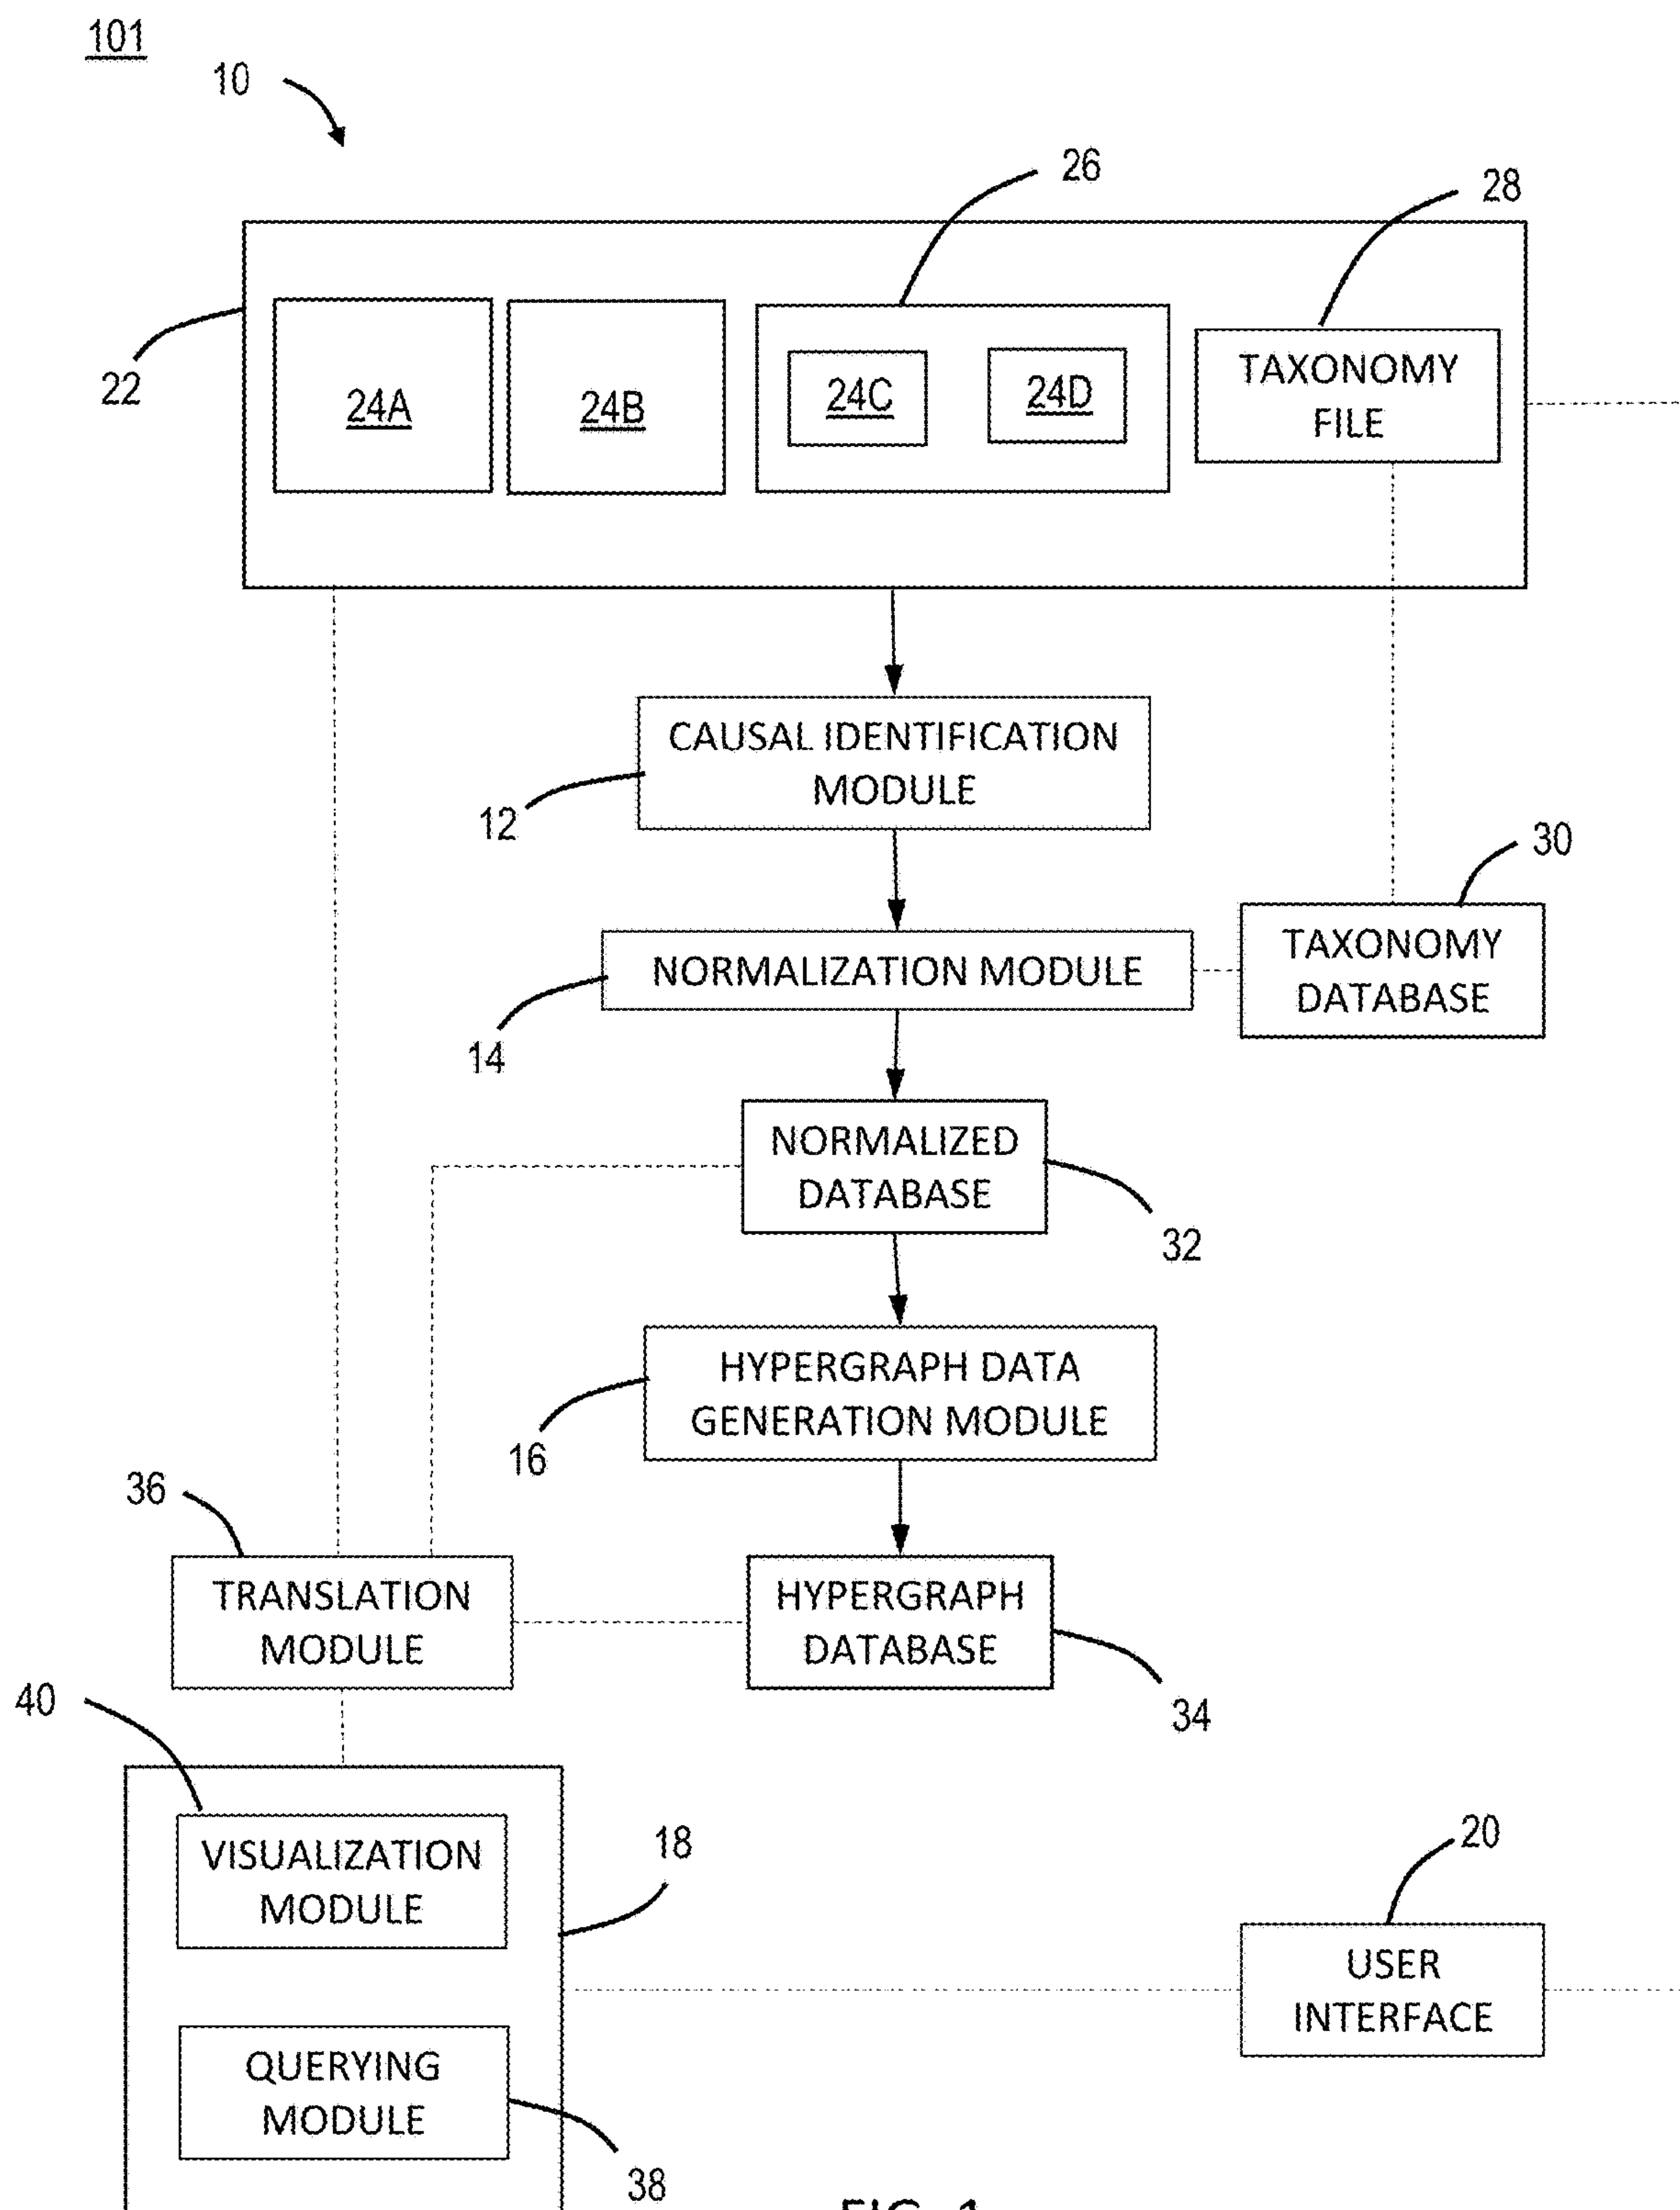 101
10
26
28
22
24A
24B
24C
24D
TAXONOMY
FILE
CAUSAL IDENTIFICATION
MODULE
12
30
NORMALIZATION MODULE
TAXONOMY
DATABASE
14
NORMALIZED
DATABASE
32
HYPERGRAPH DATA
GENERATION MODULE
16
36
TRANSLATION
MODULE
HYPERGRAPH
DATABASE
40
34
VISUALIZATION
MODULE
18
20
USER
INTERFACE
QUERYING
MODULE
38
FIG. 1